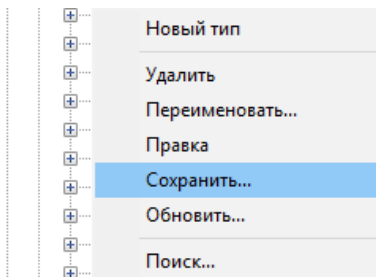 Новый тип
Удалить
Переименовать...
Правка
Сохранить...
Обновить...
Поиск...